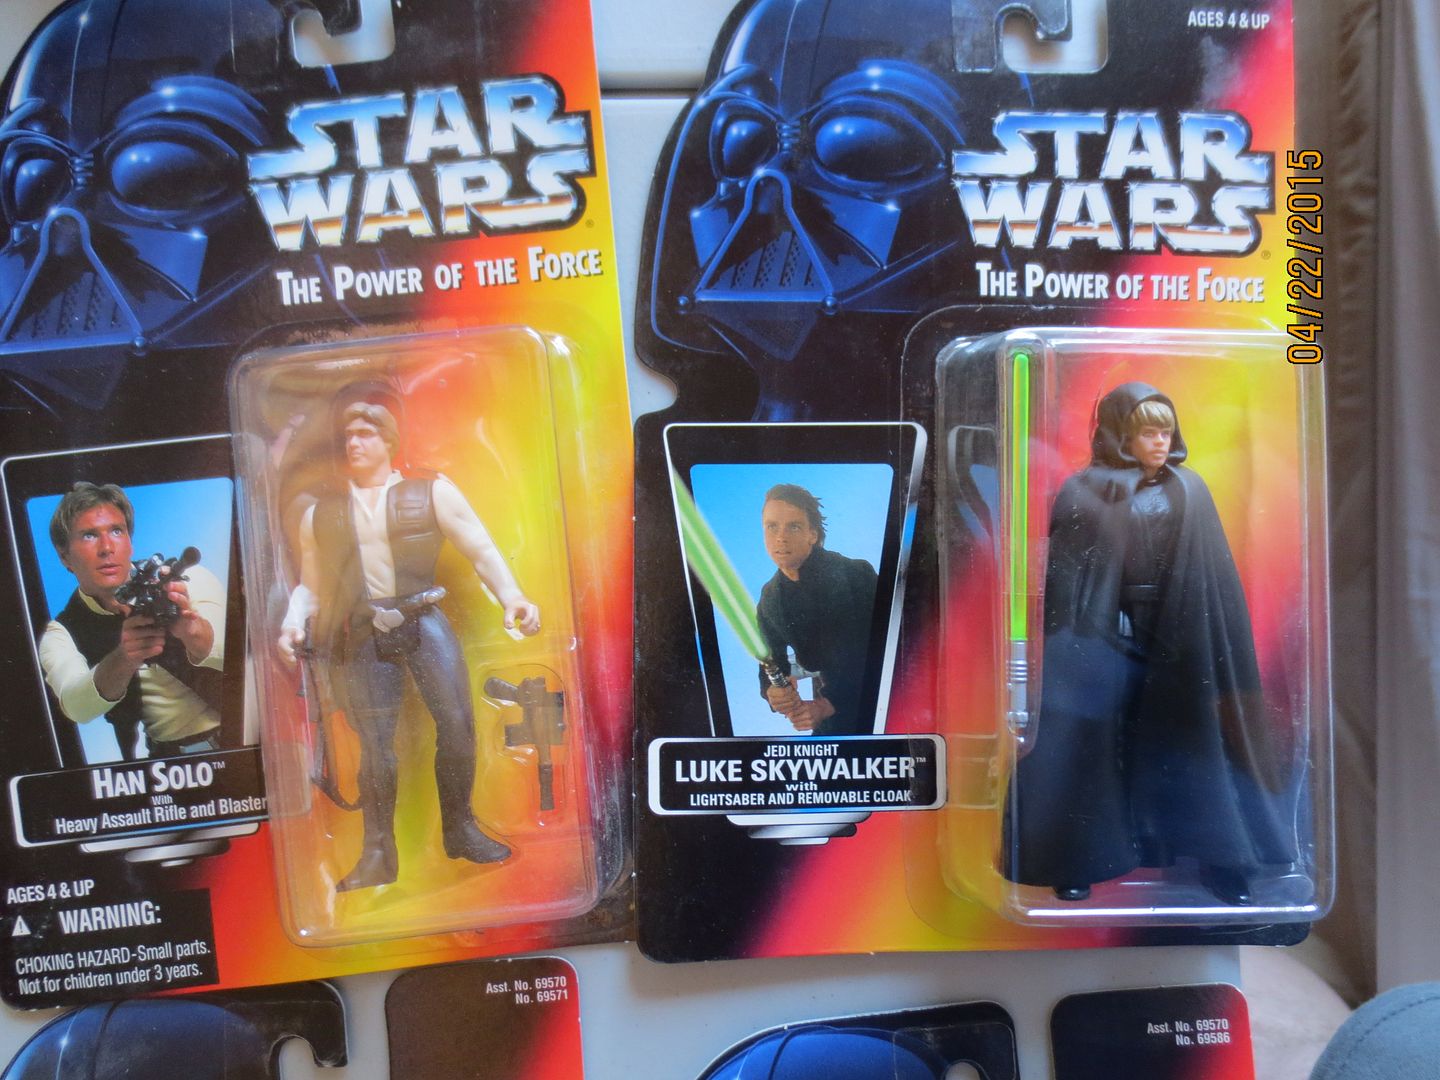 STAR
WARS
®
THE POWER OF THE FORCE
HAN SOLO™
With
Heavy Assault Rifle and Blaster
AGES 4 & UP
WARNING:
CHOKING HAZARD-Small parts.
Not for children under 3 years.
AGES 4 & UP
STAR
WARS
®
THE POWER OF THE FORCE
JEDI KNIGHT
LUKE SKYWALKER™
with
LIGHTSABER AND REMOVABLE CLOAK
04/22/2015
Asst. No. 69570
No. 69571
Asst. No. 69570
No. 69586